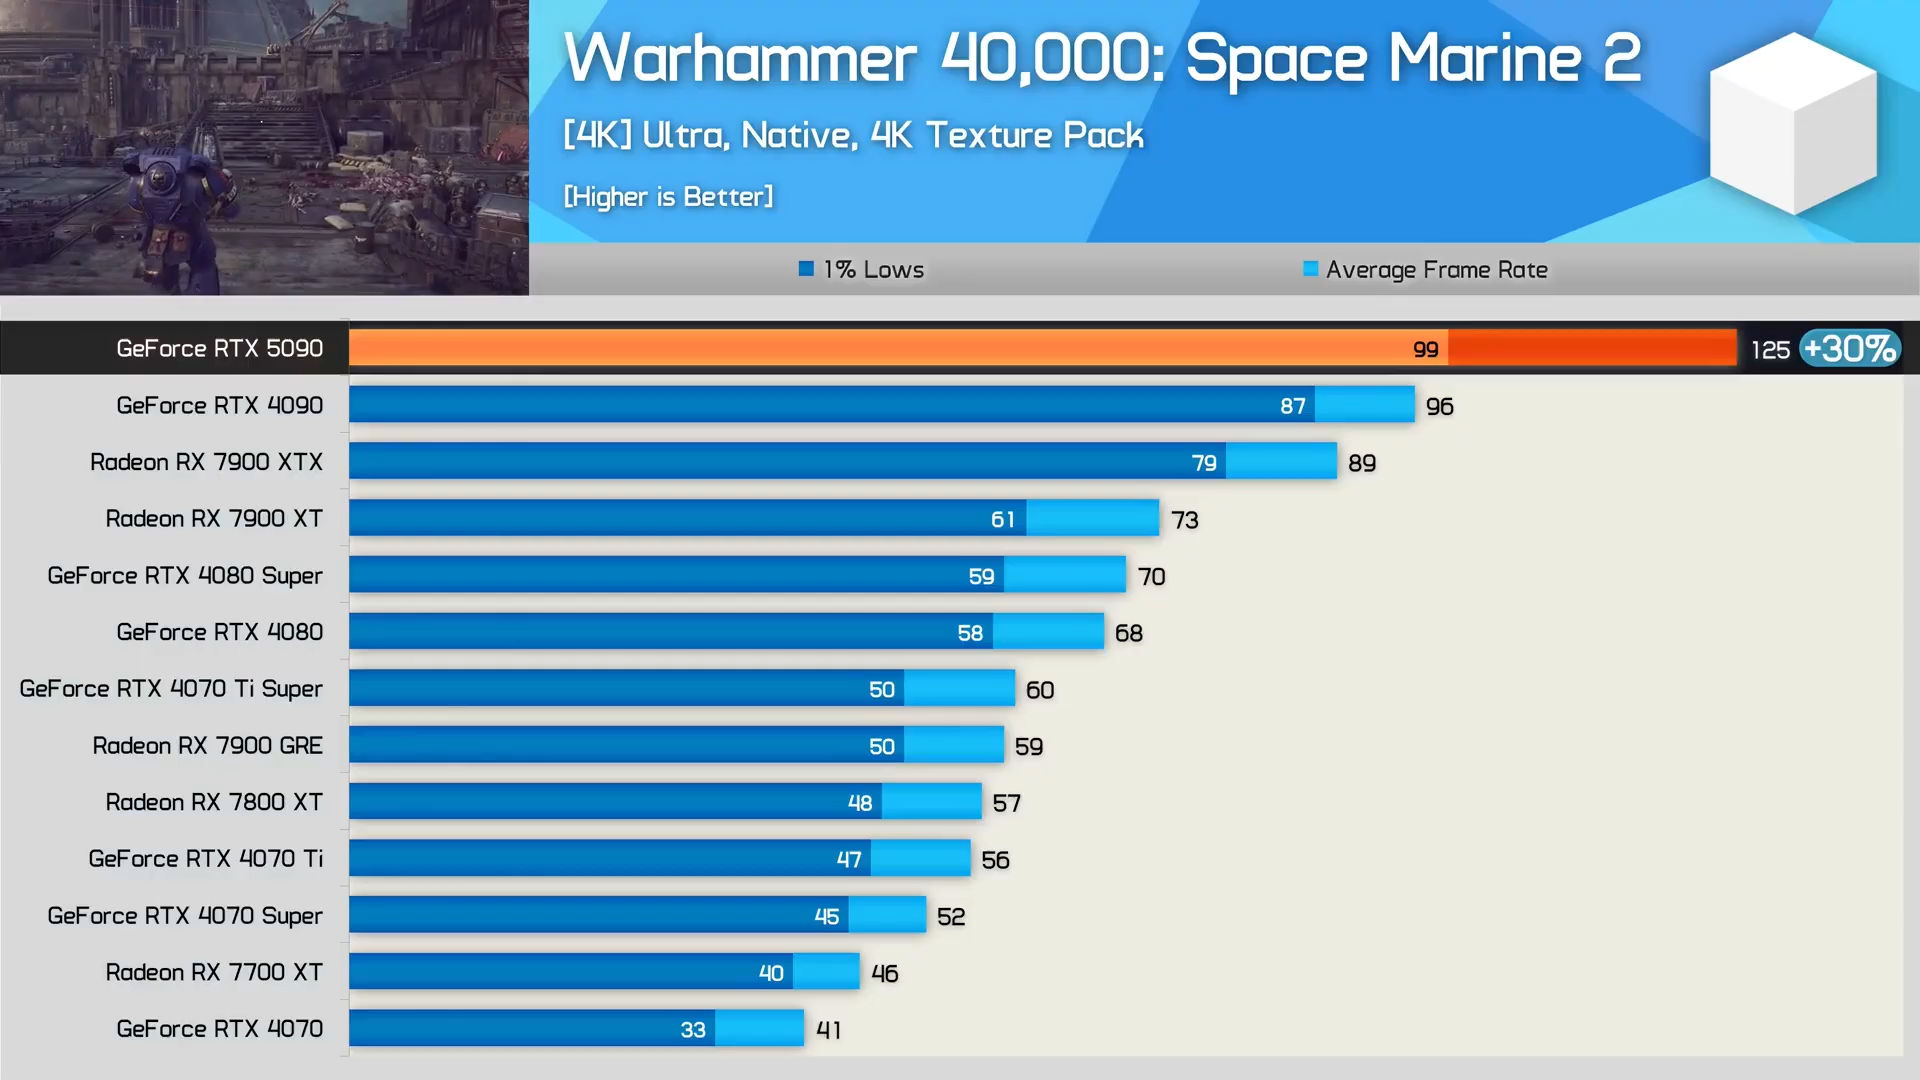 Warhammer 40,000: Space Marine 2
[4K] Ultra, Native, 4K Texture Pack
[Higher is Better]
1% Lows Average Frame Rate
GeForce RTX 5090 99 125 +30%
GeForce RTX 4090 87 96
Radeon RX 7900 XTX 79 89
Radeon RX 7900 XT 61 73
GeForce RTX 4080 Super 59 70
GeForce RTX 4080 58 68
GeForce RTX 4070 Ti Super 50 60
Radeon RX 7900 GRE 50 59
Radeon RX 7800 XT 48 57
GeForce RTX 4070 Ti 47 56
GeForce RTX 4070 Super 45 52
Radeon RX 7700 XT 40 46
GeForce RTX 4070 33 41